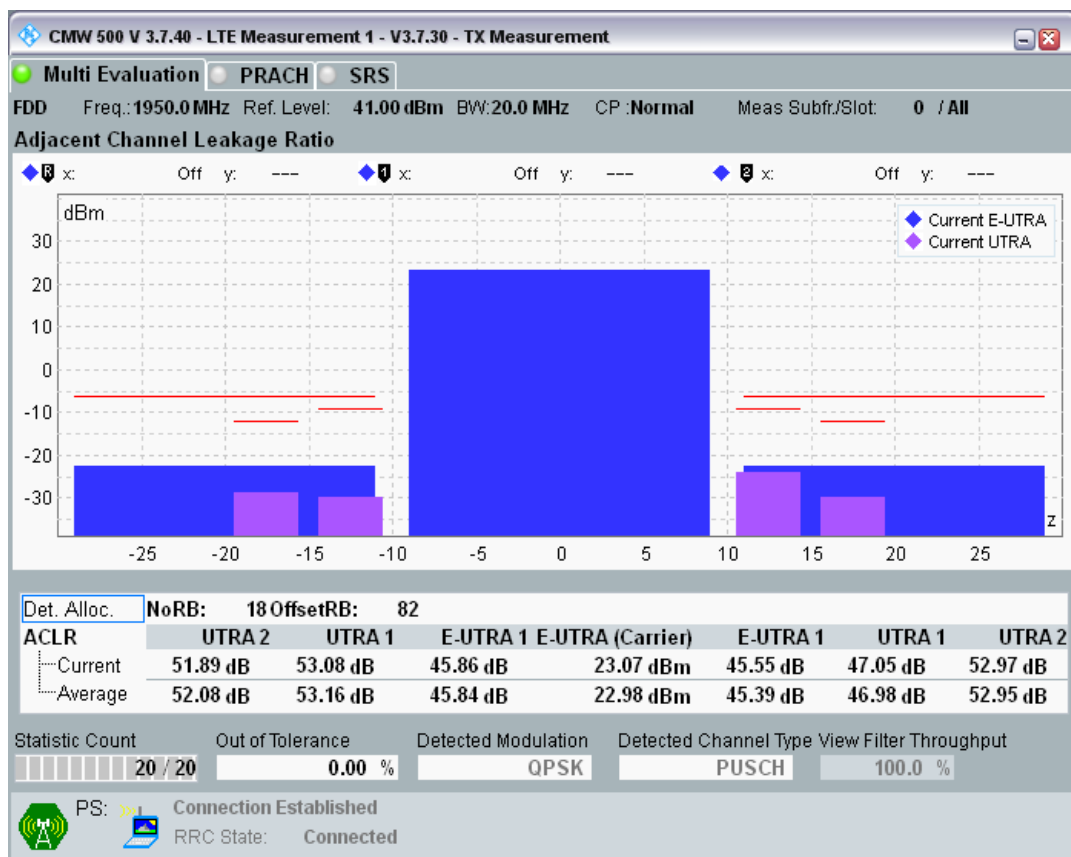 CMW 500 V 3.7.40 - LTE Measurement 1 - V3.7.30 - TX Measurement
Multi Evaluation PRACH SRS
FDD Freq.: 1950.0 MHz Ref. Level: 41.00 dBm BW: 20.0 MHz CP :Normal Meas Subfr./Slot: 0 / All
Adjacent Channel Leakage Ratio
R x: Off y: --- 1 x: Off y: --- 2 x: Off y: ---
dBm
Current E-UTRA
Current UTRA
30
20
10
0
-10
-20
-30
z
-25 -20 -15 -10 -5 0 5 10 15 20 25
Det. Alloc. NoRB: 18 OffsetRB: 82
ACLR UTRA 2 UTRA 1 E-UTRA 1 E-UTRA (Carrier) E-UTRA 1 UTRA 1 UTRA 2
Current 51.89 dB 53.08 dB 45.86 dB 23.07 dBm 45.55 dB 47.05 dB 52.97 dB
Average 52.08 dB 53.16 dB 45.84 dB 22.98 dBm 45.39 dB 46.98 dB 52.95 dB
Statistic Count Out of Tolerance Detected Modulation Detected Channel Type View Filter Throughput
20 / 20 0.00 % QPSK PUSCH 100.0 %
PS: Connection Established
RRC State: Connected